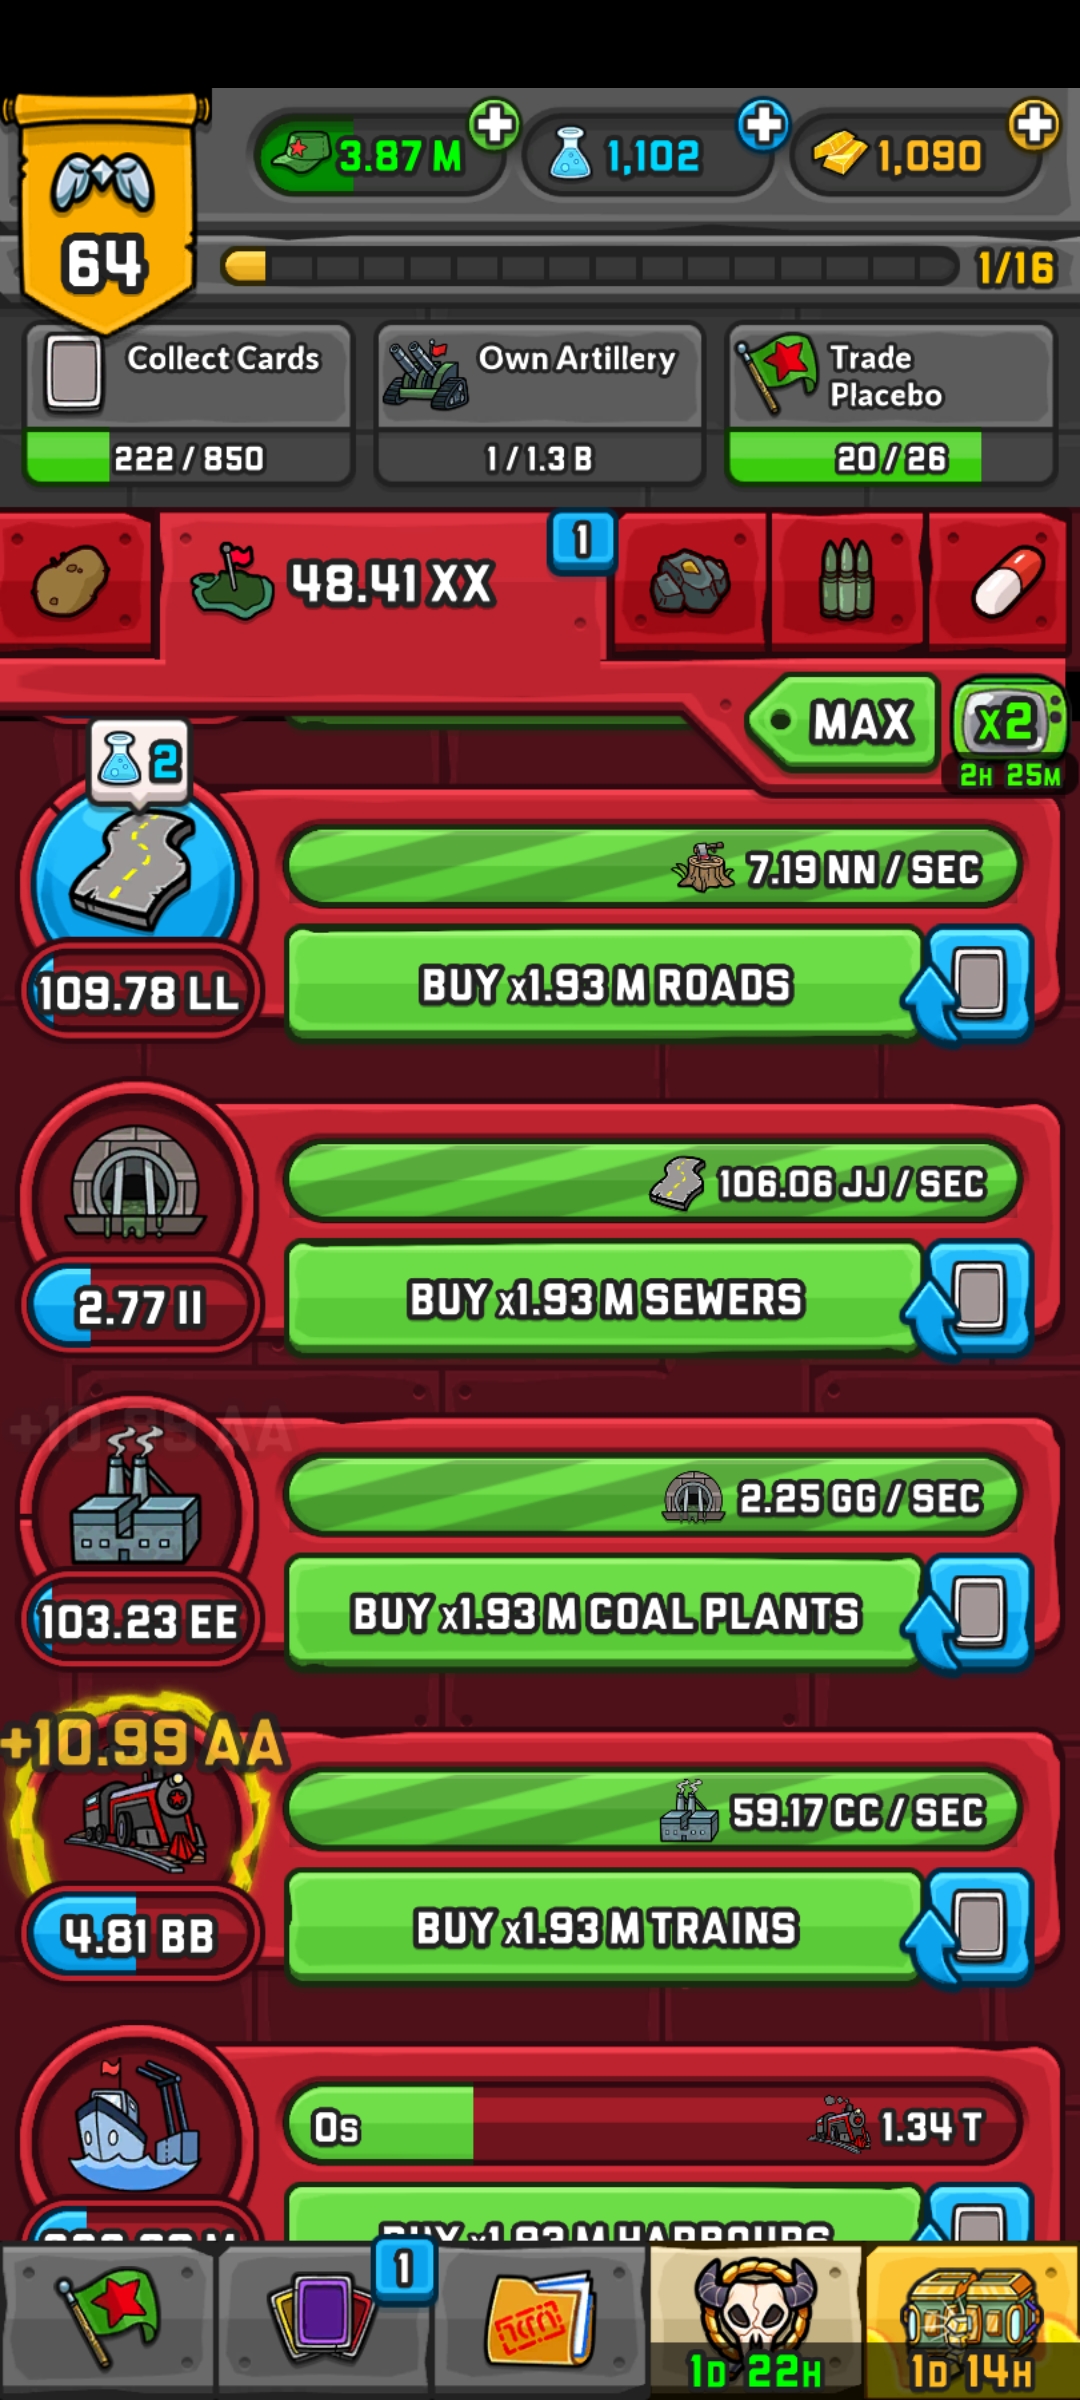 64
3.87 M
1,102
1,090
1/16
Collect Cards
222 / 850
Own Artillery
1 / 1.3 B
Trade
Placebo
20 / 26
48.41 XX
1
MAX
x2
2H 25M
2
7.19 NN / SEC
109.78 LL
BUY x1.93 M ROADS
106.06 JJ / SEC
2.77 II
BUY x1.93 M SEWERS
+10.99 AA
2.25 GG / SEC
103.23 EE
BUY x1.93 M COAL PLANTS
+10.99 AA
59.17 CC / SEC
4.81 BB
BUY x1.93 M TRAINS
0s
1.34 T
BUY x1.93 M HARBOURS
1
1D 22H
1D 14H